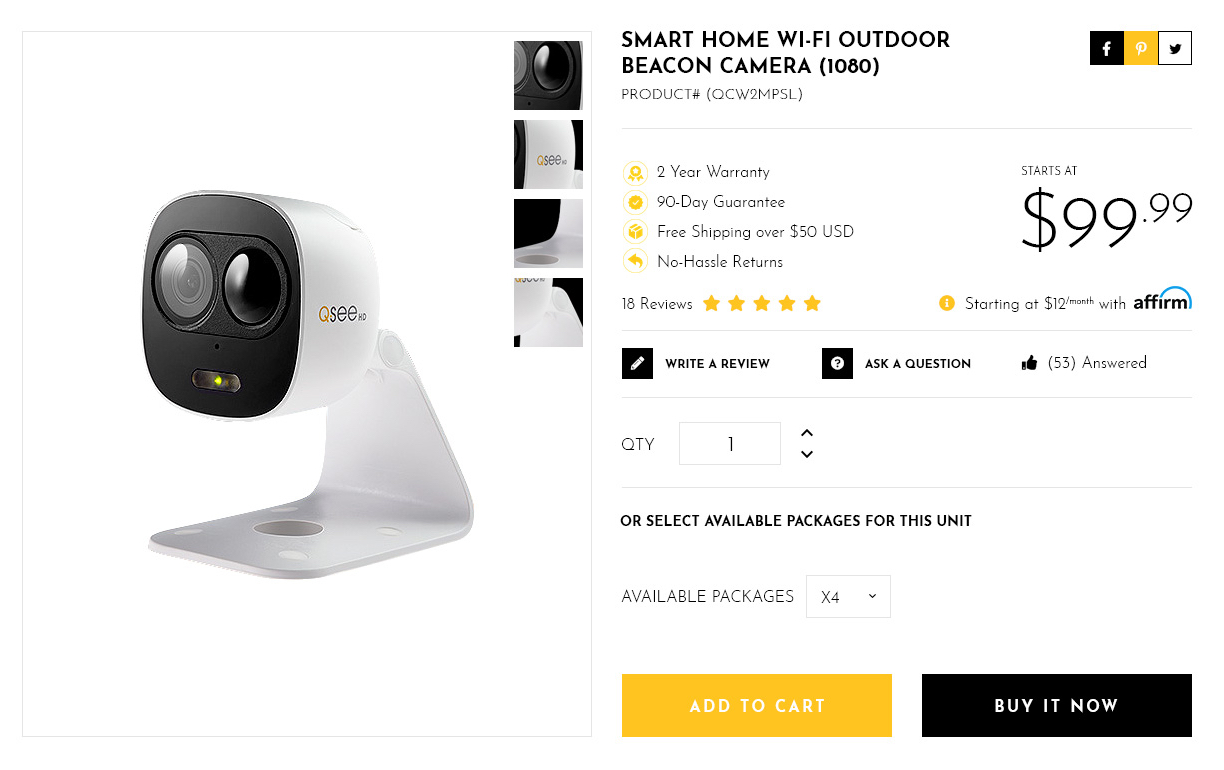 SMART HOME WI-FI OUTDOOR
BEACON CAMERA (1080)
PRODUCT# (QCW2MPSL)
2 Year Warranty
90-Day Guarantee
Free Shipping over $50 USD
No-Hassle Returns
STARTS AT
$99.99
18 Reviews
Starting at $12/month with affirm
WRITE A REVIEW
ASK A QUESTION
(53) Answered
QTY
1
OR SELECT AVAILABLE PACKAGES FOR THIS UNIT
AVAILABLE PACKAGES
X4
ADD TO CART
BUY IT NOW
Qsee HD
Qsee HD